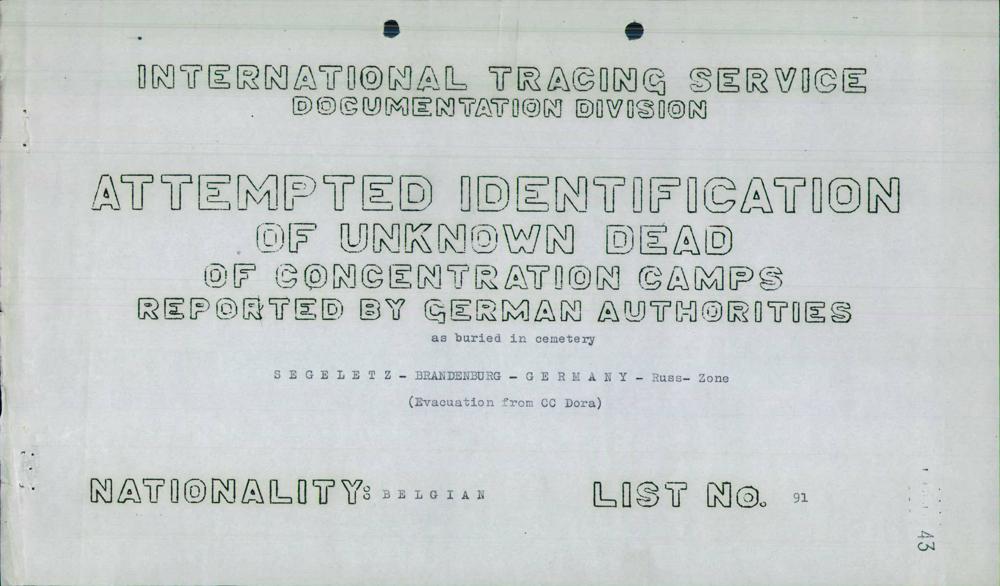 INTERNATIONAL TRACING SERVICE
DOCUMENTATION DIVISION
ATTEMPTED IDENTIFICATION
OF UNKNOWN DEAD
OF CONCENTRATION CAMPS
REPORTED BY GERMAN AUTHORITIES
as buried in cemetery
S E G E L E T Z - BRANDENBURG - G E R M A N Y - Russ- Zone
(Evacuation from CC Dora)
NATIONALITY: B E L G I A N LIST No. 91
43